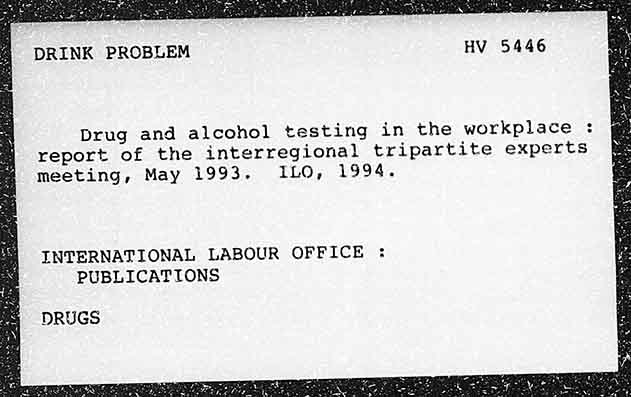 DRINK PROBLEM HV 5446
Drug and alcohol testing in the workplace :
report of the interregional tripartite experts
meeting, May 1993. ILO, 1994.
INTERNATIONAL LABOUR OFFICE :
PUBLICATIONS
DRUGS